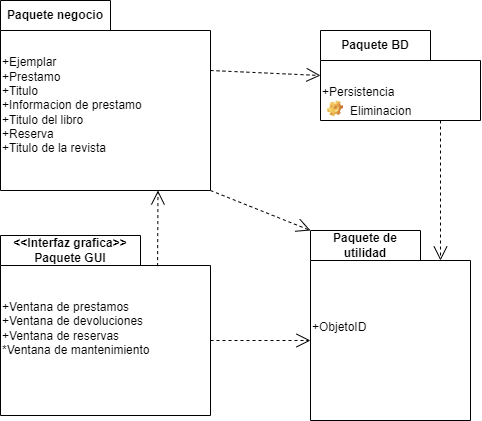 Paquete negocio
+Ejemplar
+Prestamo
+Titulo
+Informacion de prestamo
+Titulo del libro
+Reserva
+Titulo de la revista
Paquete BD
+Persistencia
Eliminacion
<<Interfaz grafica>>
Paquete GUI
+Ventana de prestamos
+Ventana de devoluciones
+Ventana de reservas
*Ventana de mantenimiento
Paquete de
utilidad
+ObjetoID